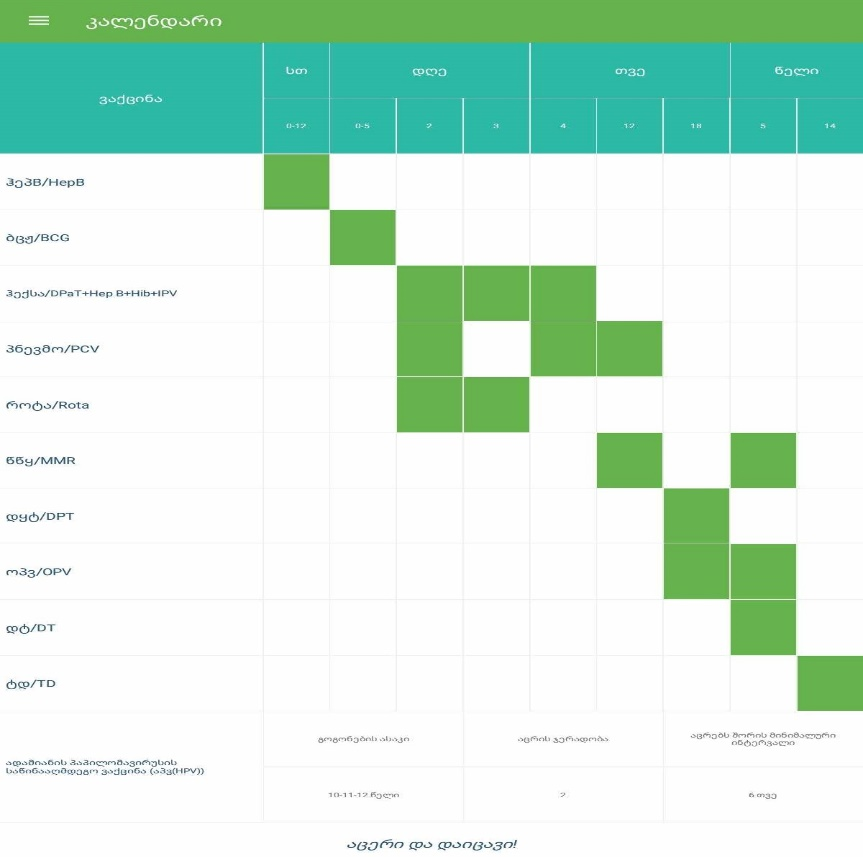 კალენდარი
ვაქცინა
სთ დღე თვე წელი
0-12 0-5 2 3 4 12 18 5 14
ჰეპB/HepB
ბცჟ/BCG
ჰექსა/DPaT+Hep B+Hib+IPV
პნევმო/PCV
როტა/Rota
წწყ/MMR
დყტ/DPT
ოპვ/OPV
დტ/DT
ტდ/TD
ადამიანის პაპილომავირუსის
საწინააღმდეგო ვაქცინა (აპვ(HPV))
გოგონების ასაკი
აცრის ჯერადობა
აცრებს შორის მინიმალური
ინტერვალი
10-11-12 წელი
2
6 თვე
აცერი და დაიცავი!